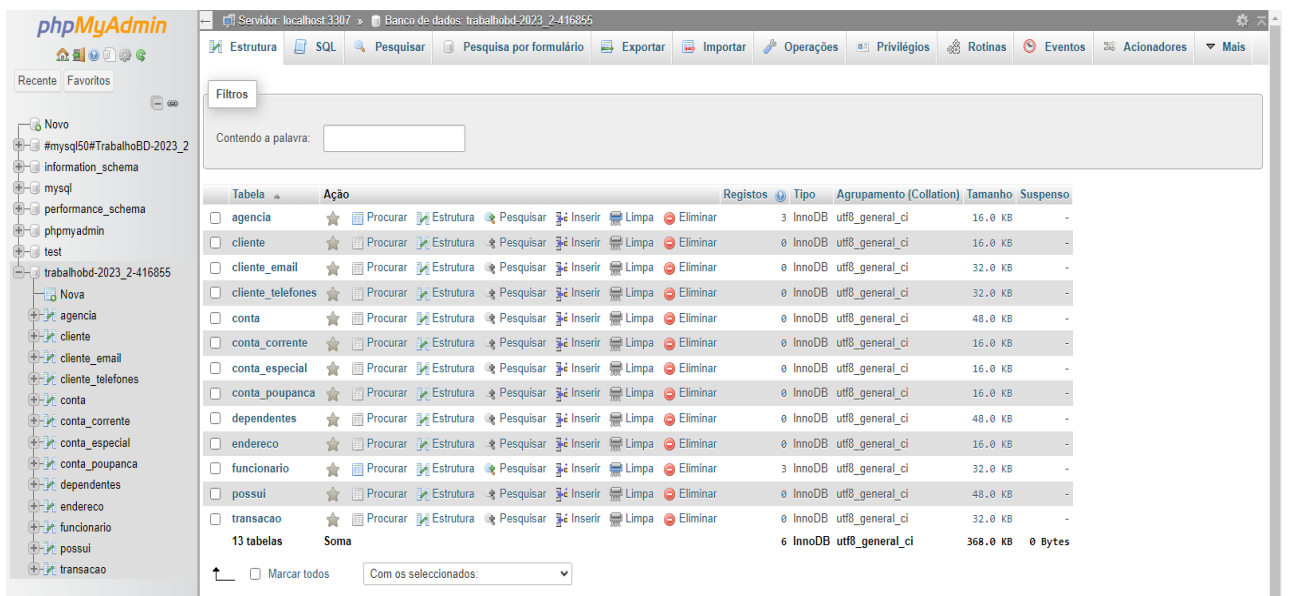 phpMyAdmin
Recente Favoritos
Novo
#mysql50#TrabalhoBD-2023_2
information_schema
mysql
performance_schema
phpmyadmin
test
trabalhobd-2023_2-416855
Nova
agencia
cliente
cliente_email
cliente_telefones
conta
conta_corrente
conta_especial
conta_poupanca
dependentes
endereco
funcionario
possui
transacao
Servidor: localhost:3307 » Banco de dados: trabalhobd-2023_2-416855
Estrutura SQL Pesquisar Pesquisa por formulário Exportar Importar Operações Privilégios Rotinas Eventos Acionadores Mais
Filtros
Contendo a palavra:
Tabela Ação Registos Tipo Agrupamento (Collation) Tamanho Suspenso
agencia Procurar Estrutura Pesquisar Inserir Limpa Eliminar 3 InnoDB utf8_general_ci 16.0 KB -
cliente Procurar Estrutura Pesquisar Inserir Limpa Eliminar 0 InnoDB utf8_general_ci 16.0 KB -
cliente_email Procurar Estrutura Pesquisar Inserir Limpa Eliminar 0 InnoDB utf8_general_ci 32.0 KB -
cliente_telefones Procurar Estrutura Pesquisar Inserir Limpa Eliminar 0 InnoDB utf8_general_ci 32.0 KB -
conta Procurar Estrutura Pesquisar Inserir Limpa Eliminar 0 InnoDB utf8_general_ci 48.0 KB -
conta_corrente Procurar Estrutura Pesquisar Inserir Limpa Eliminar 0 InnoDB utf8_general_ci 16.0 KB -
conta_especial Procurar Estrutura Pesquisar Inserir Limpa Eliminar 0 InnoDB utf8_general_ci 16.0 KB -
conta_poupanca Procurar Estrutura Pesquisar Inserir Limpa Eliminar 0 InnoDB utf8_general_ci 16.0 KB -
dependentes Procurar Estrutura Pesquisar Inserir Limpa Eliminar 0 InnoDB utf8_general_ci 48.0 KB -
endereco Procurar Estrutura Pesquisar Inserir Limpa Eliminar 0 InnoDB utf8_general_ci 16.0 KB -
funcionario Procurar Estrutura Pesquisar Inserir Limpa Eliminar 3 InnoDB utf8_general_ci 32.0 KB -
possui Procurar Estrutura Pesquisar Inserir Limpa Eliminar 0 InnoDB utf8_general_ci 48.0 KB -
transacao Procurar Estrutura Pesquisar Inserir Limpa Eliminar 0 InnoDB utf8_general_ci 32.0 KB -
13 tabelas Soma 6 InnoDB utf8_general_ci 368.0 KB 0 Bytes
Marcar todos Com os seleccionados: